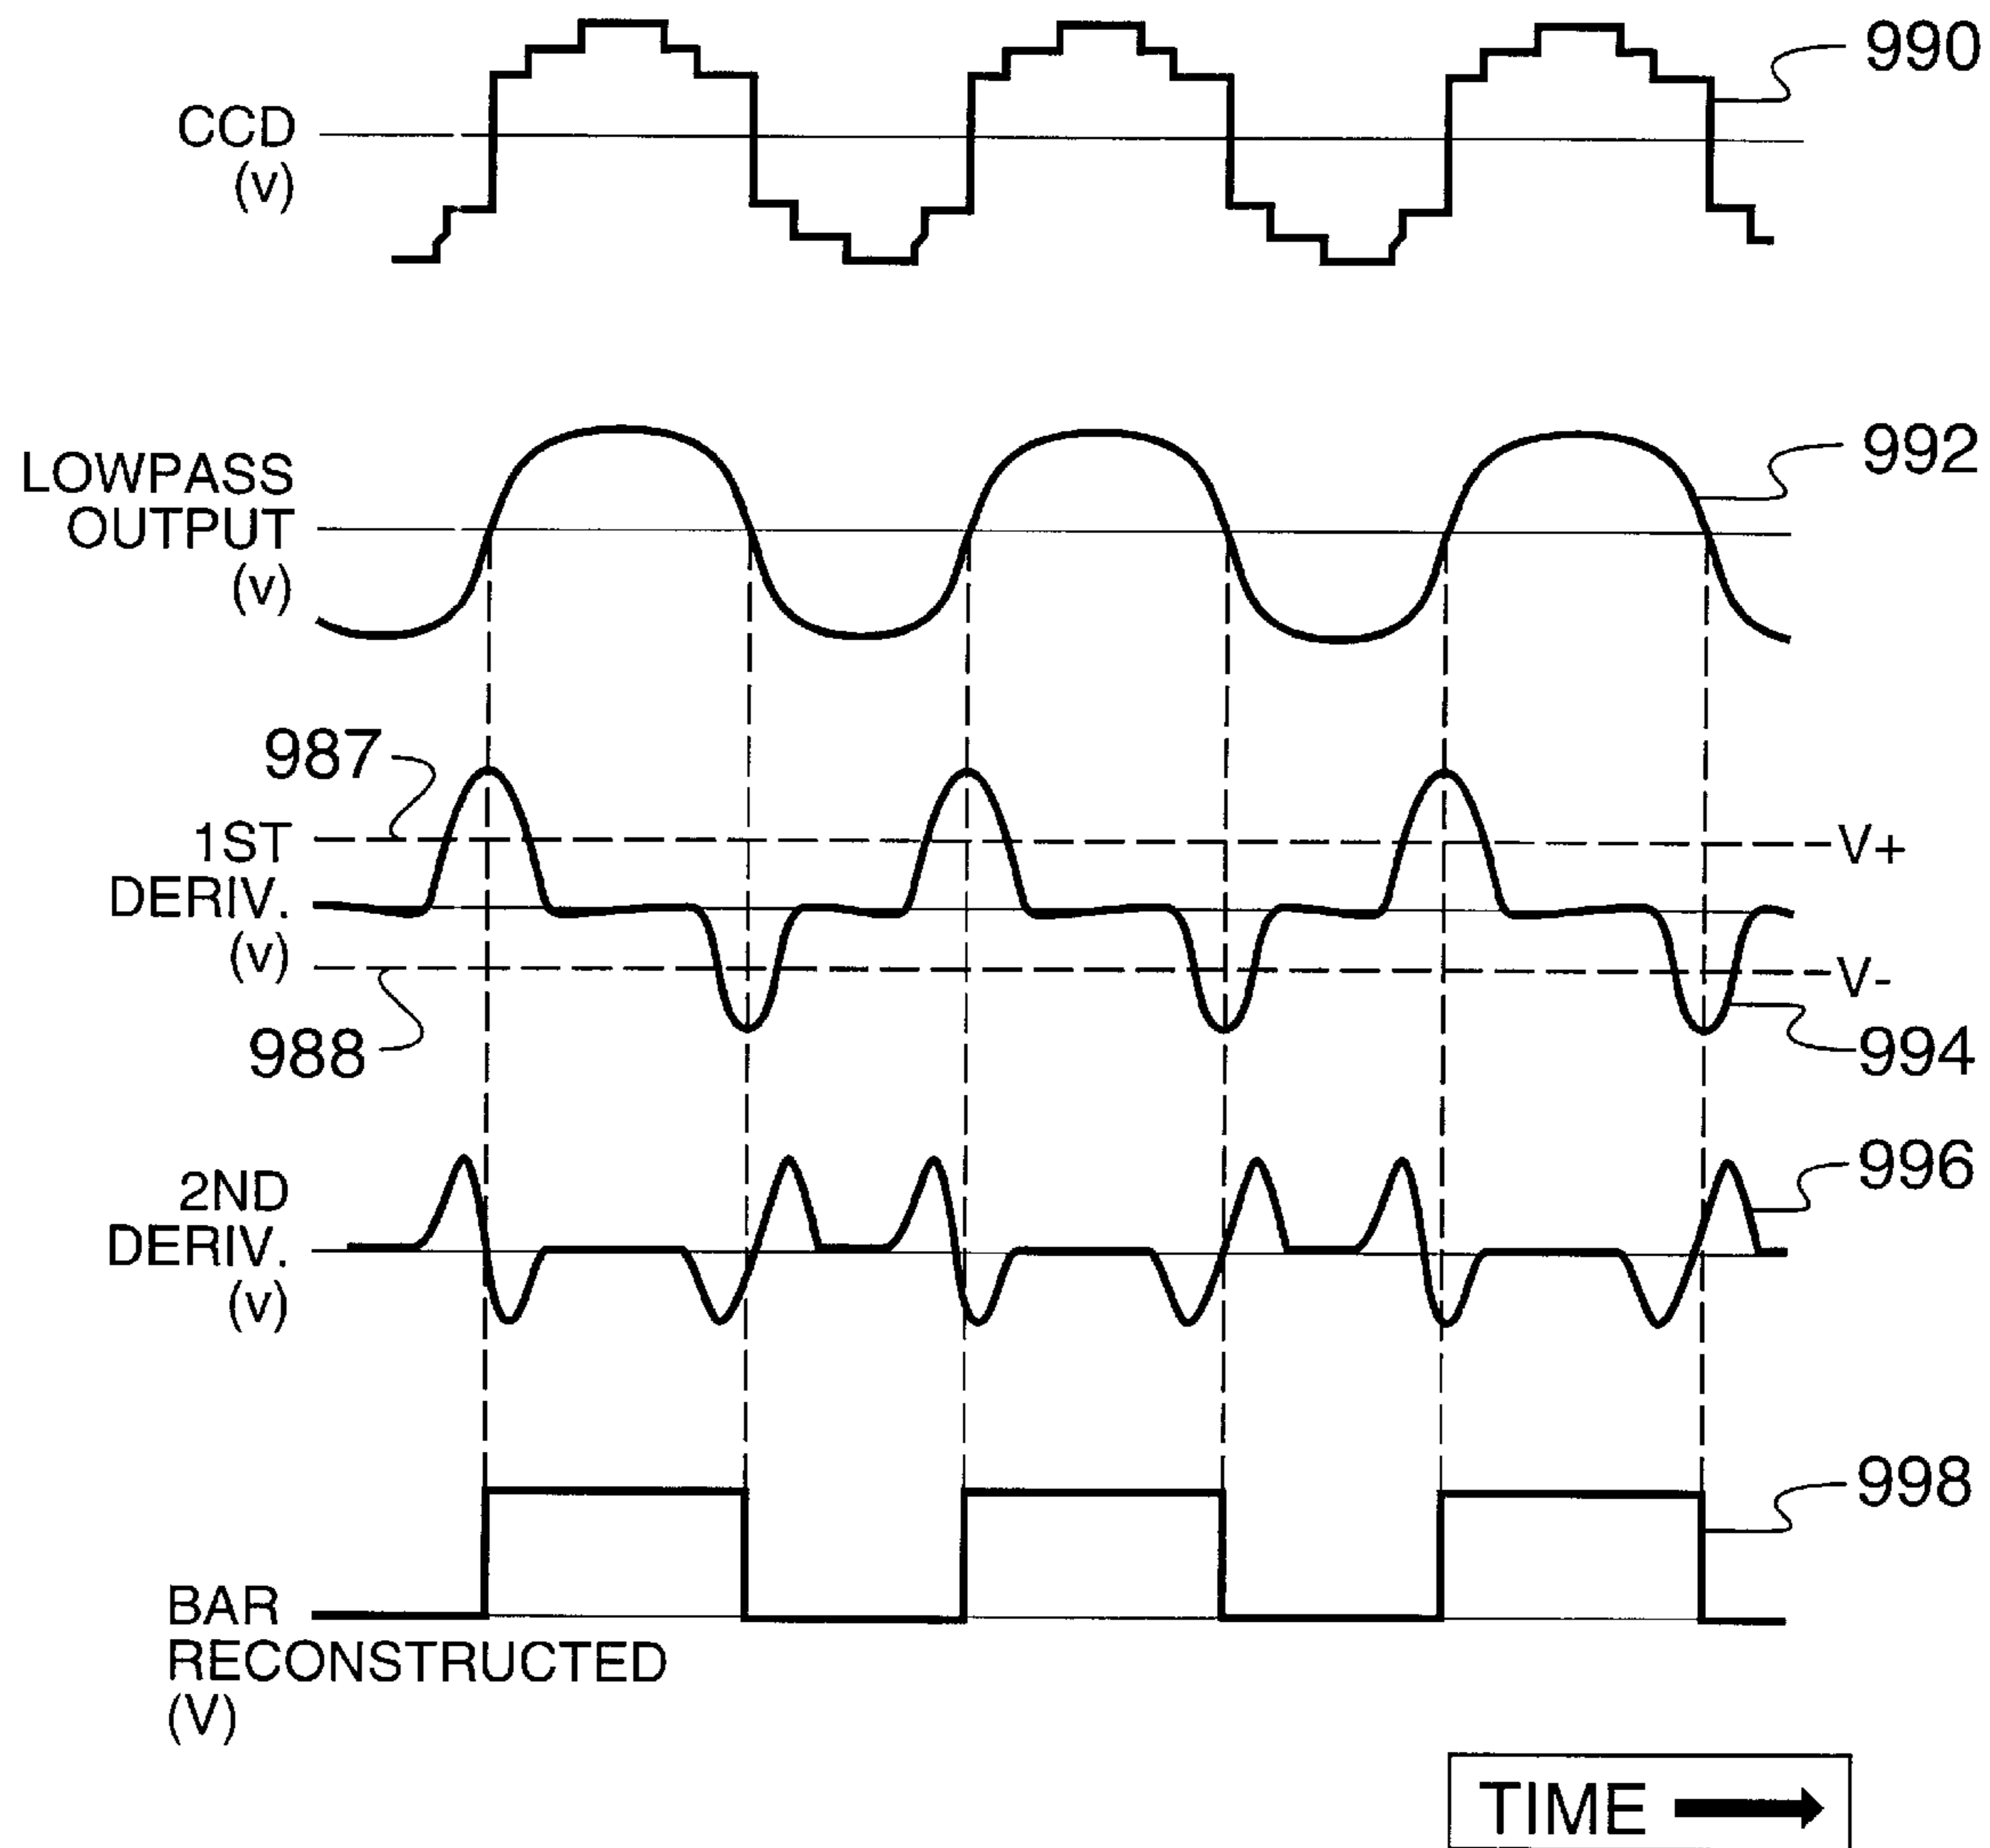 990
CCD
(v)
992
LOWPASS
OUTPUT
(v)
987
1ST
DERIV.
(v)
V+
V-
988
994
996
2ND
DERIV.
(v)
998
BAR
RECONSTRUCTED
(V)
TIME